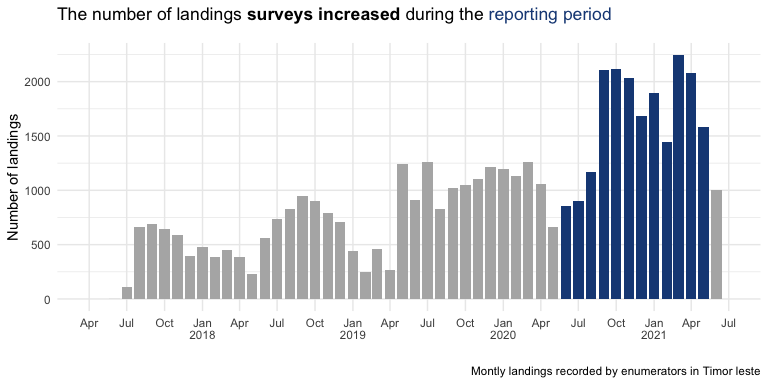 The number of landings surveys increased during the reporting period
Number of landings
2000
1500
1000
500
0
Apr Jul Oct Jan Apr Jul Oct Jan Apr Jul Oct Jan Apr Jul Oct Jan Apr Jul
2018 2019 2020 2021
Montly landings recorded by enumerators in Timor leste